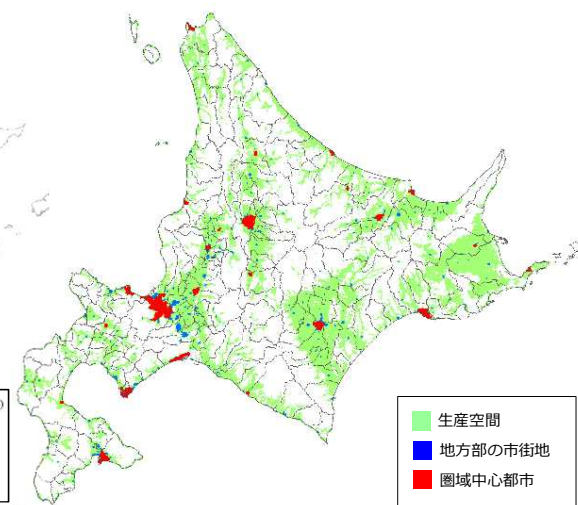 生産空間
地方部の市街地
圏域中心都市